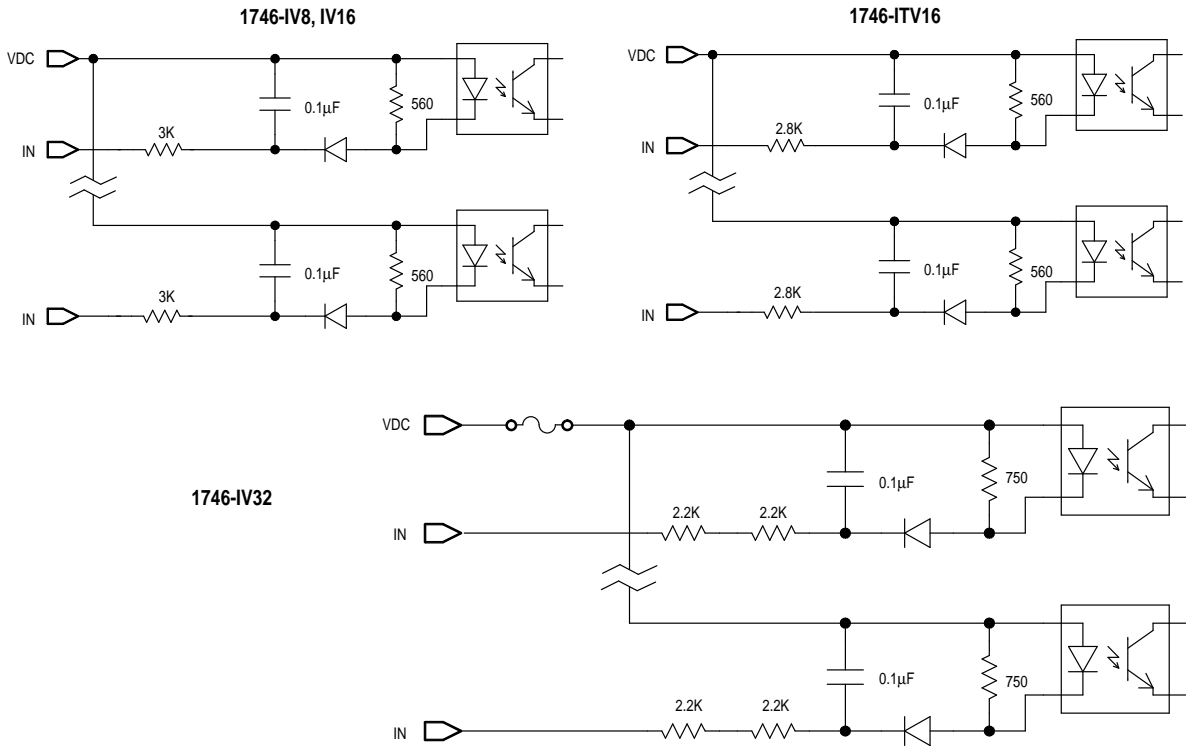 1746-IV8, IV16
VDC
0.1µF
560
3K
IN
0.1µF
560
3K
IN
1746-ITV16
VDC
0.1µF
560
2.8K
IN
0.1µF
560
2.8K
IN
1746-IV32
VDC
0.1µF
750
2.2K
2.2K
IN
0.1µF
750
2.2K
2.2K
IN